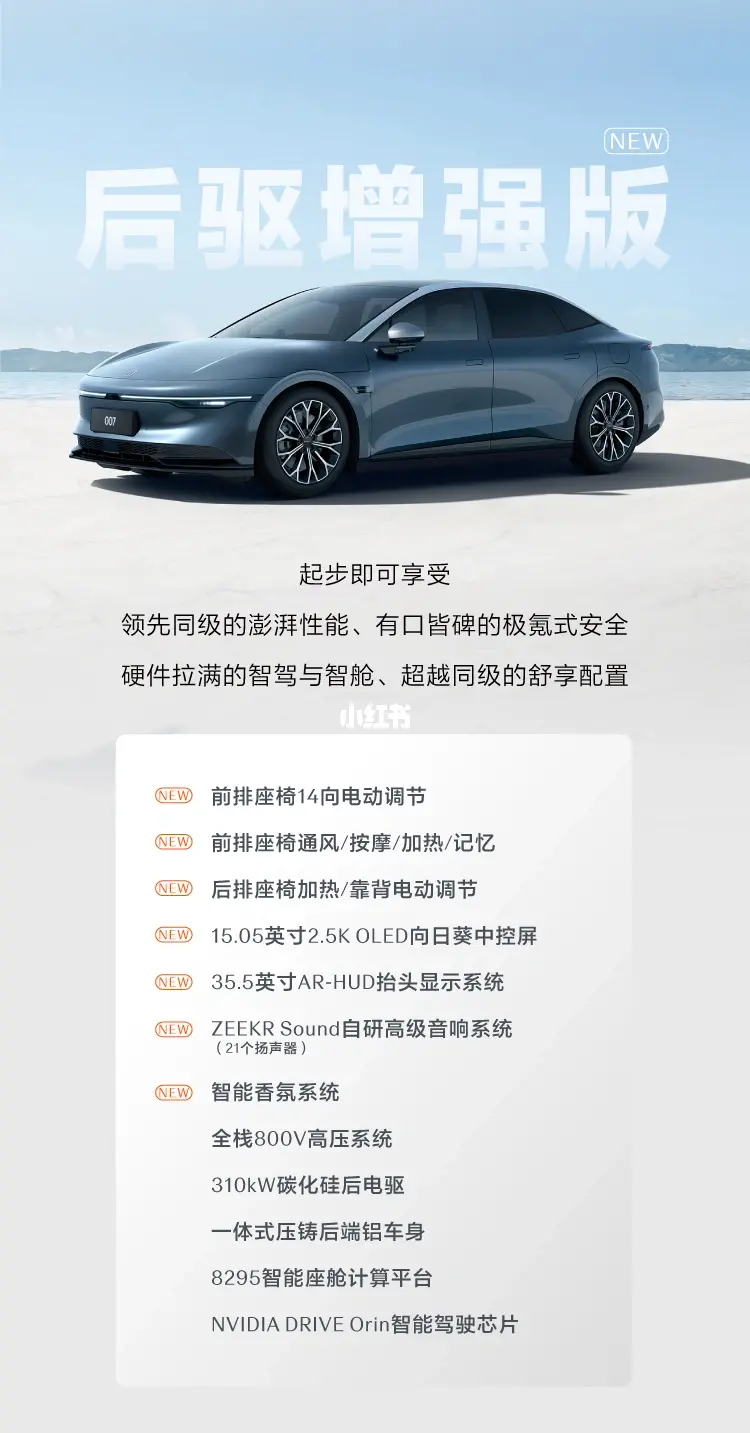 NEW
后驱增强版
007
起步即可享受
领先同级的澎湃性能、有口皆碑的极氪式安全
硬件拉满的智驾与智舱、超越同级的舒享配置
小红书
NEW 前排座椅14向电动调节
NEW 前排座椅通风/按摩/加热/记忆
NEW 后排座椅加热/靠背电动调节
NEW 15.05英寸2.5K OLED向日葵中控屏
NEW 35.5英寸AR-HUD抬头显示系统
NEW ZEEKR Sound自研高级音响系统
（21个扬声器）
NEW 智能香氛系统
全栈800V高压系统
310kW碳化硅后电驱
一体式压铸后端铝车身
8295智能座舱计算平台
NVIDIA DRIVE Orin智能驾驶芯片